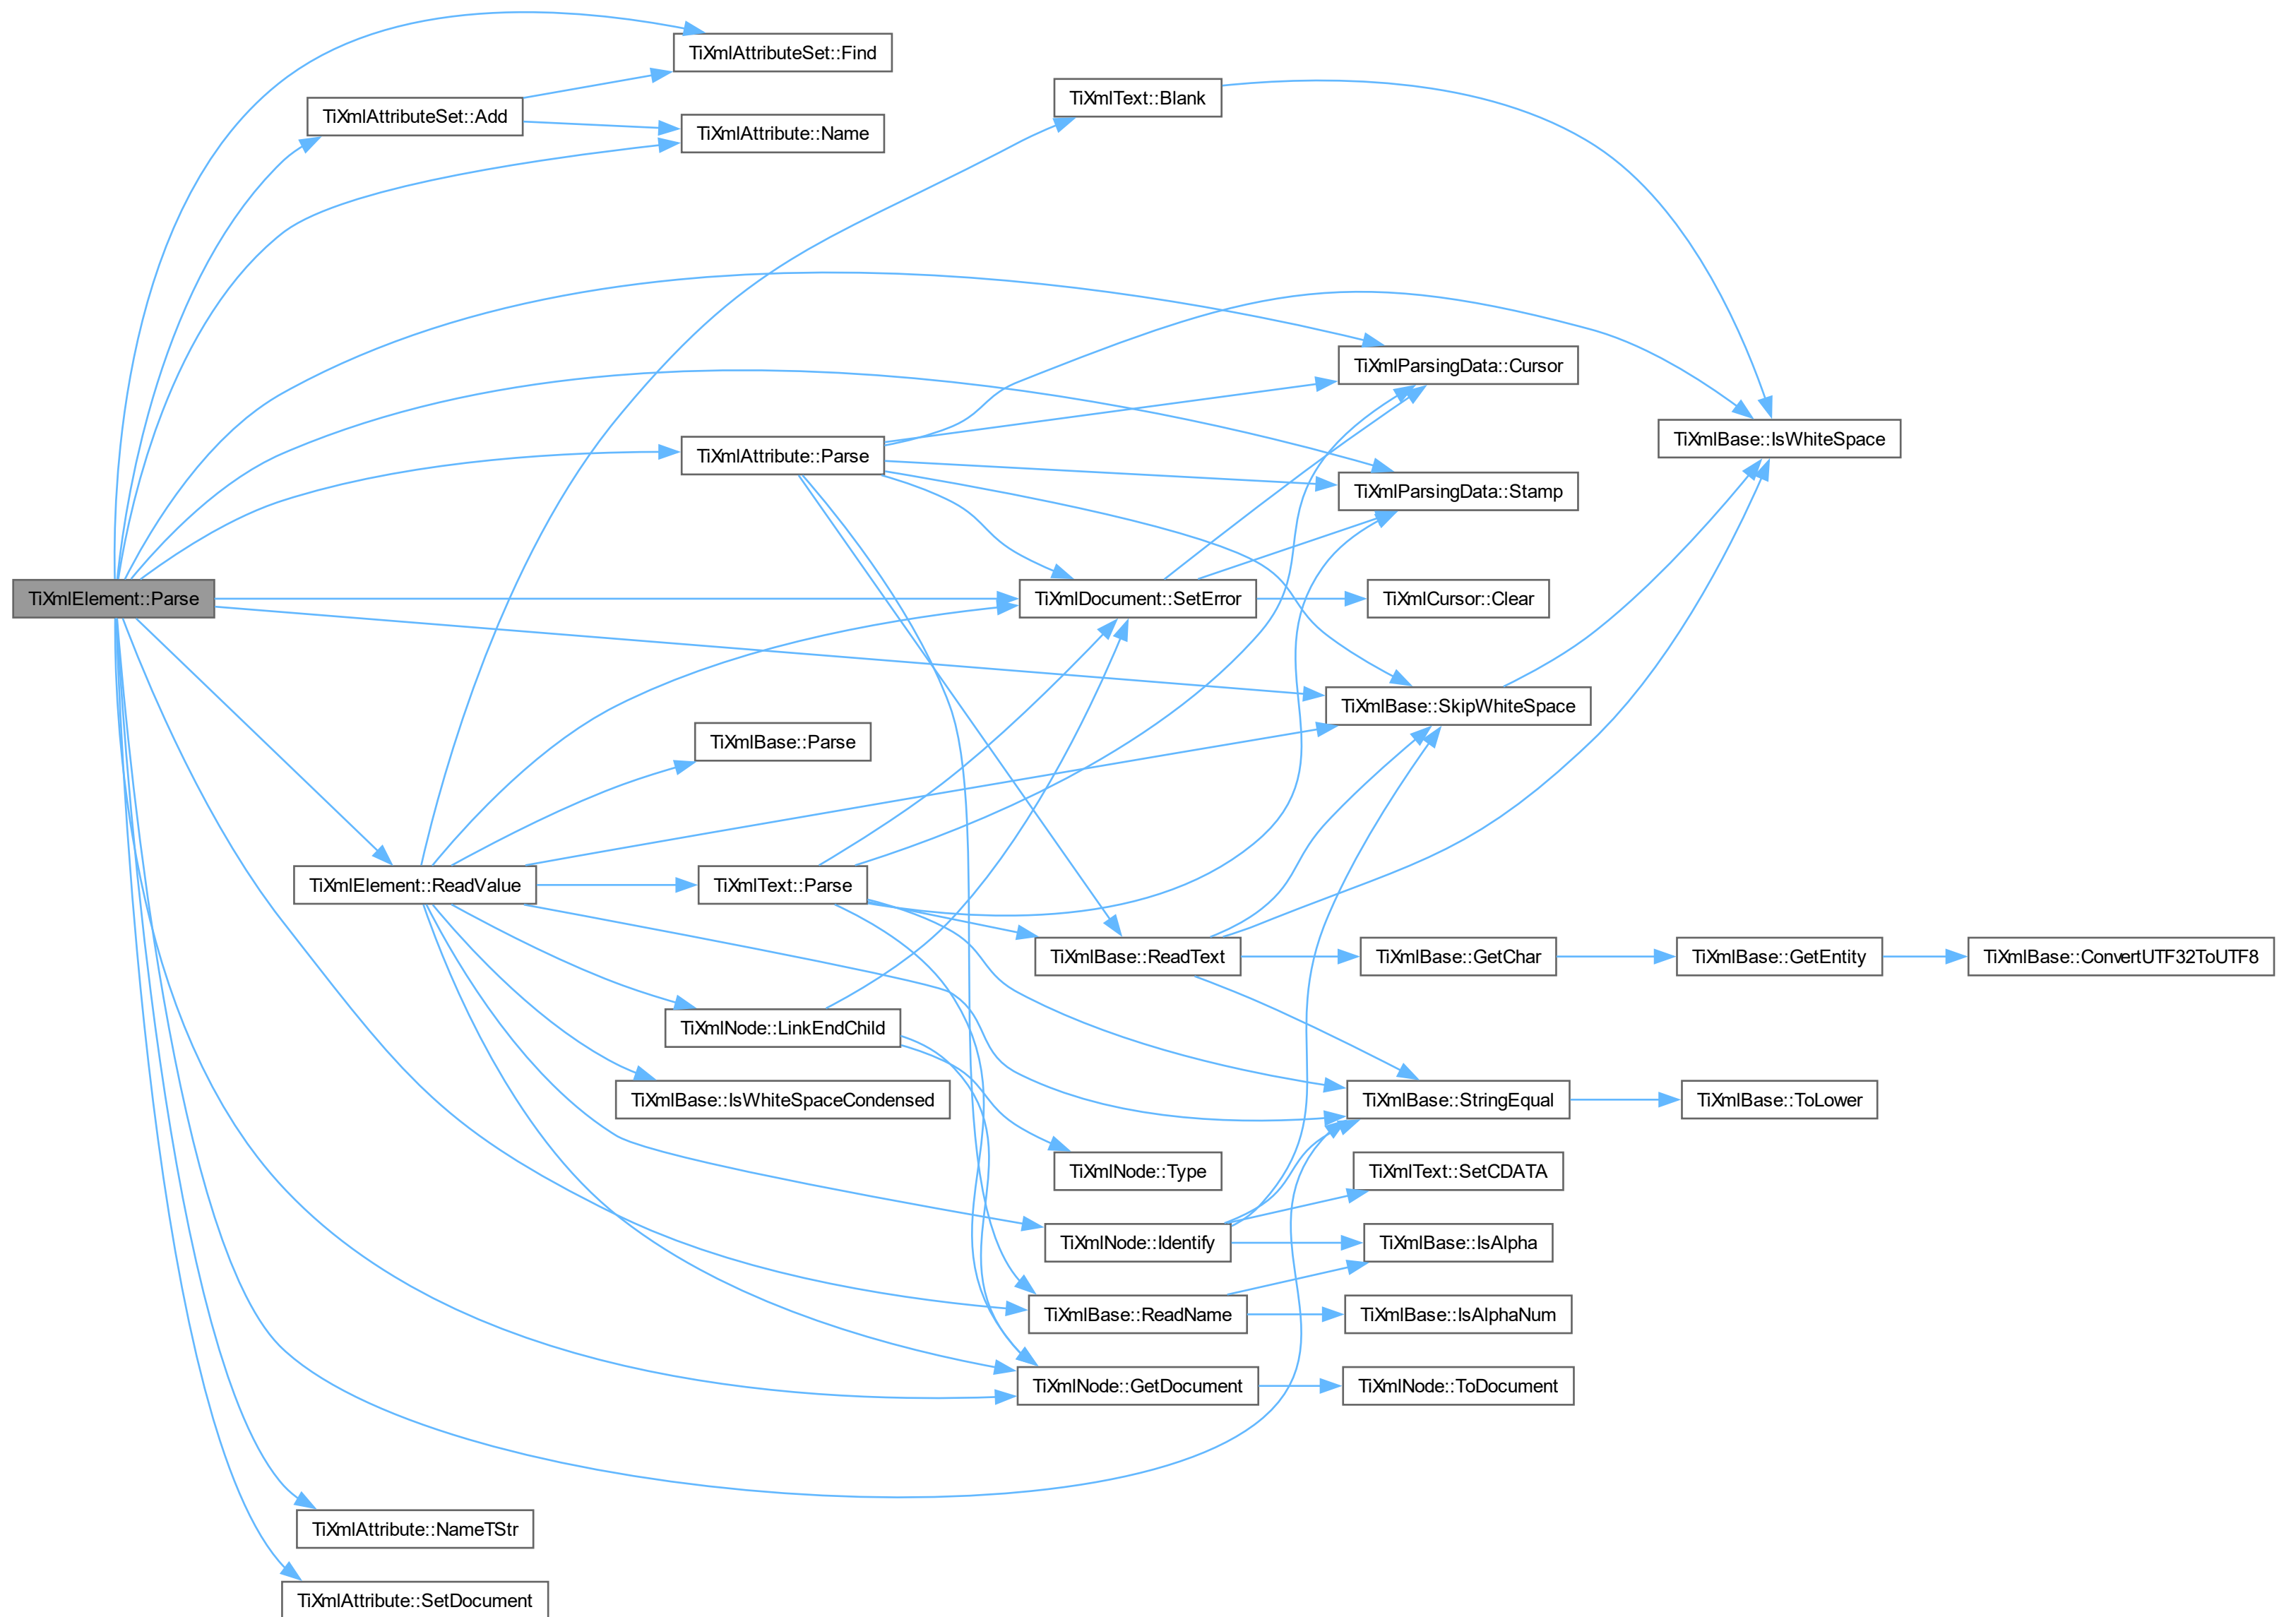 TiXmlAttributeSet::Find
TiXmlText::Blank
TiXmlAttributeSet::Add
TiXmlAttribute::Name
TiXmlParsingData::Cursor
TiXmlBase::IsWhiteSpace
TiXmlAttribute::Parse
TiXmlParsingData::Stamp
TiXmlElement::Parse
TiXmlDocument::SetError
TiXmlCursor::Clear
TiXmlBase::SkipWhiteSpace
TiXmlBase::Parse
TiXmlElement::ReadValue
TiXmlText::Parse
TiXmlBase::ReadText
TiXmlBase::GetChar
TiXmlBase::GetEntity
TiXmlBase::ConvertUTF32ToUTF8
TiXmlNode::LinkEndChild
TiXmlBase::IsWhiteSpaceCondensed
TiXmlBase::StringEqual
TiXmlBase::ToLower
TiXmlNode::Type
TiXmlText::SetCDATA
TiXmlNode::Identify
TiXmlBase::IsAlpha
TiXmlBase::ReadName
TiXmlBase::IsAlphaNum
TiXmlNode::GetDocument
TiXmlNode::ToDocument
TiXmlAttribute::NameTStr
TiXmlAttribute::SetDocument